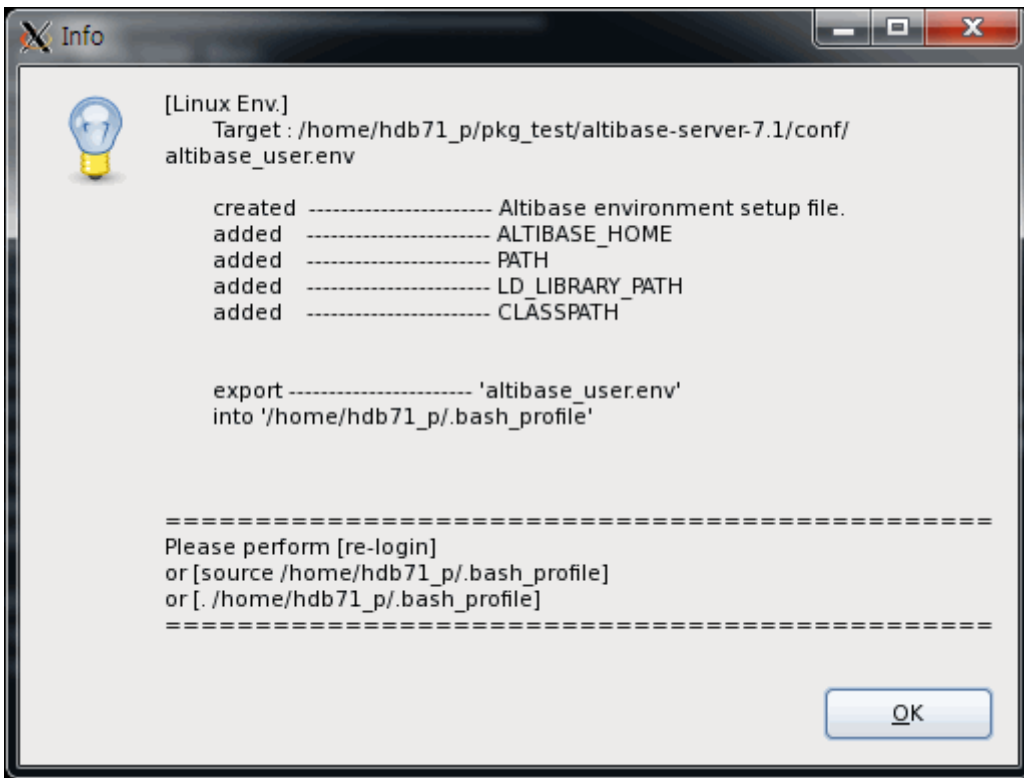 Info
[Linux Env.]
Target : /home/hdb71_p/pkg_test/altibase-server-7.1/conf/
altibase_user.env
created ----------------------- Altibase environment setup file.
added ----------------------- ALTIBASE_HOME
added ----------------------- PATH
added ----------------------- LD_LIBRARY_PATH
added ----------------------- CLASSPATH
export ----------------------- 'altibase_user.env'
into '/home/hdb71_p/.bash_profile'
==============================================
Please perform [re-login]
or [source /home/hdb71_p/.bash_profile]
or [. /home/hdb71_p/.bash_profile]
==============================================
OK